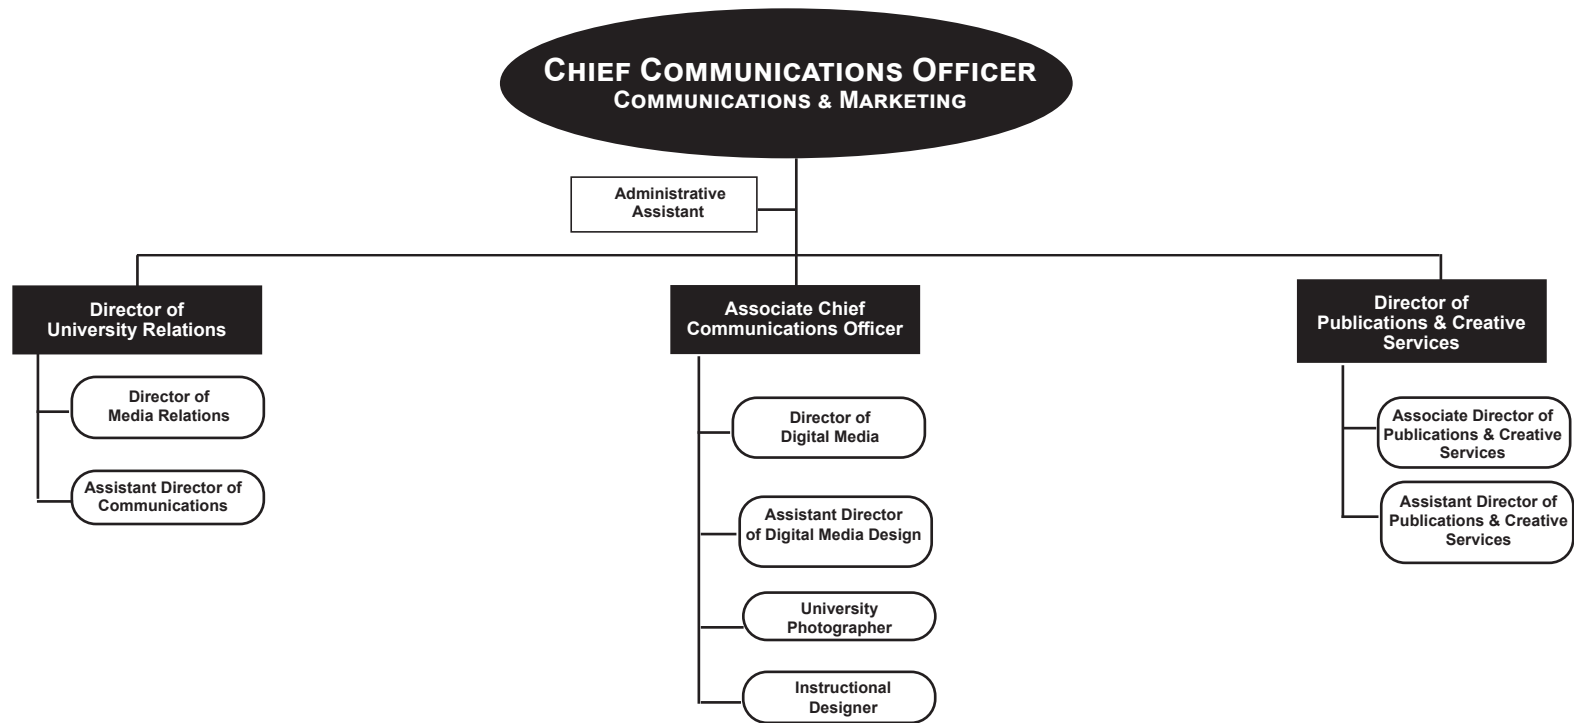 CHIEF COMMUNICATIONS OFFICER
COMMUNICATIONS & MARKETING
Administrative
Assistant
Director of
University Relations
Director of
Media Relations
Assistant Director of
Communications
Associate Chief
Communications Officer
Director of
Digital Media
Assistant Director
of Digital Media Design
University
Photographer
Instructional
Designer
Director of
Publications & Creative
Services
Associate Director of
Publications & Creative
Services
Assistant Director of
Publications & Creative
Services